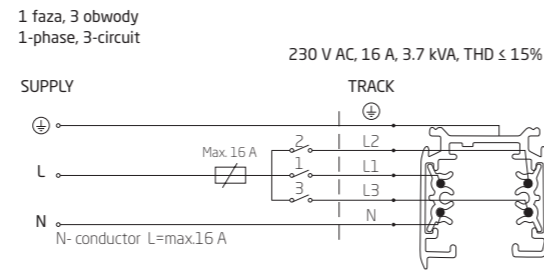 1 faza, 3 obwody
1-phase, 3-circuit
230 V AC, 16 A, 3.7 kVA, THD ≤ 15%
SUPPLY TRACK
2 L2
Max. 16 A
L 1 L1
3 L3
N N
N- conductor L=max.16 A